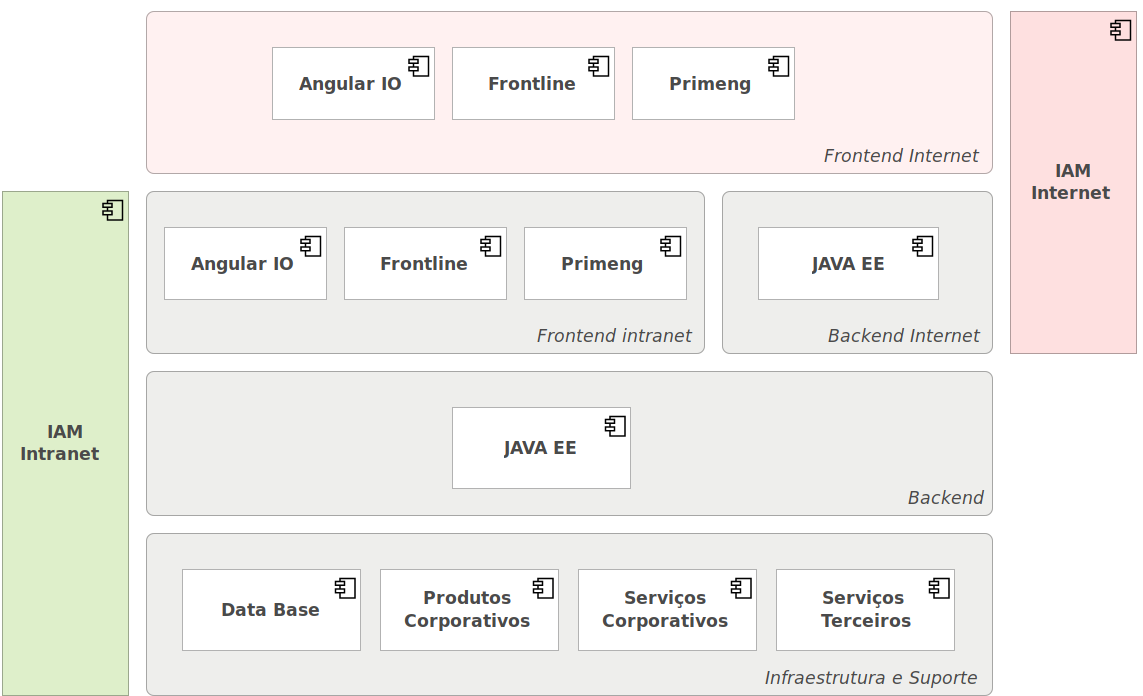 Angular IO
Frontline
Primeng
Frontend Internet
IAM
Internet
Angular IO
Frontline
Primeng
Frontend intranet
JAVA EE
Backend Internet
IAM
Intranet
JAVA EE
Backend
Data Base
Produtos
Corporativos
Serviços
Corporativos
Serviços
Terceiros
Infraestrutura e Suporte